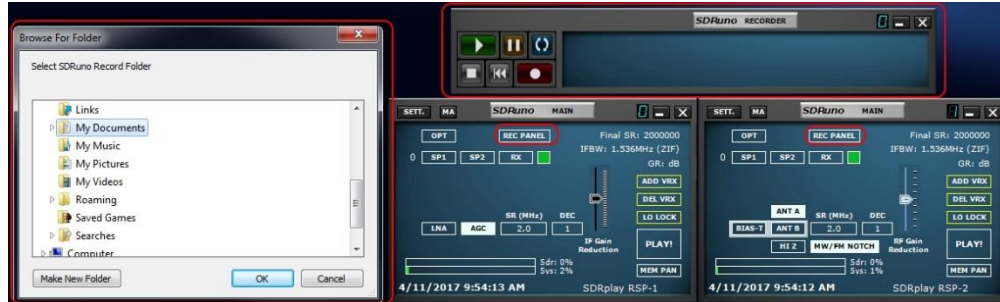 Browse For Folder
X
Select SDRuno Record Folder
Links
My Documents
My Music
My Pictures
My Videos
Roaming
Saved Games
Searches
Computer
Make New Folder
OK
Cancel
SDRuno RECORDER
0
X
SETT.
MA
SDRuno MAIN
0
X
OPT
REC PANEL
Final SR: 2000000
IFBW: 1.536MHz (ZIF)
0
SP1
SP2
RX
GR: dB
ADD VRX
DEL VRX
LO LOCK
SR (MHz)
DEC
LNA
AGC
2.0
1
IF Gain
Reduction
PLAY!
Sdr: 0%
Sys: 2%
MEM PAN
4/11/2017 9:54:13 AM
SDRplay RSP-1
SETT.
MA
SDRuno MAIN
1
X
OPT
REC PANEL
Final SR: 2000000
IFBW: 1.536MHz (ZIF)
0
SP1
SP2
RX
GR: dB
ADD VRX
DEL VRX
LO LOCK
ANT A
SR (MHz)
DEC
BIAS-T
ANT B
2.0
1
HI Z
MW/FM NOTCH
RF Gain
Reduction
PLAY!
Sdr: 0%
Sys: 1%
MEM PAN
4/11/2017 9:54:12 AM
SDRplay RSP-2